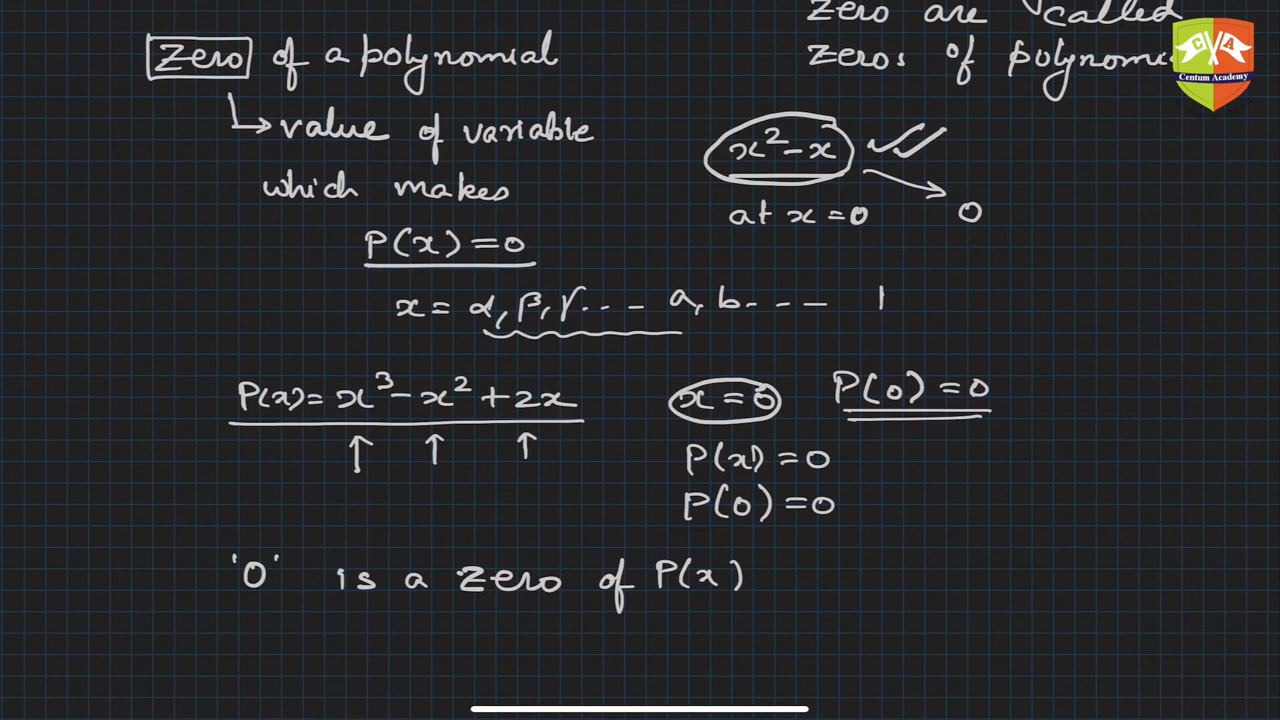 Zero are called
Zero of a polynomial
zeros of
value of variable
which makes
P(x) = 0
x² - x
at x = 0
0
x = α, β, γ... - a, b- - - -
P(x) = x³ - x² + 2x
x = 0
P(0) = 0
P(x) = 0
P(0) = 0
'0' is a zero of P(x)
CA
Centum Academy